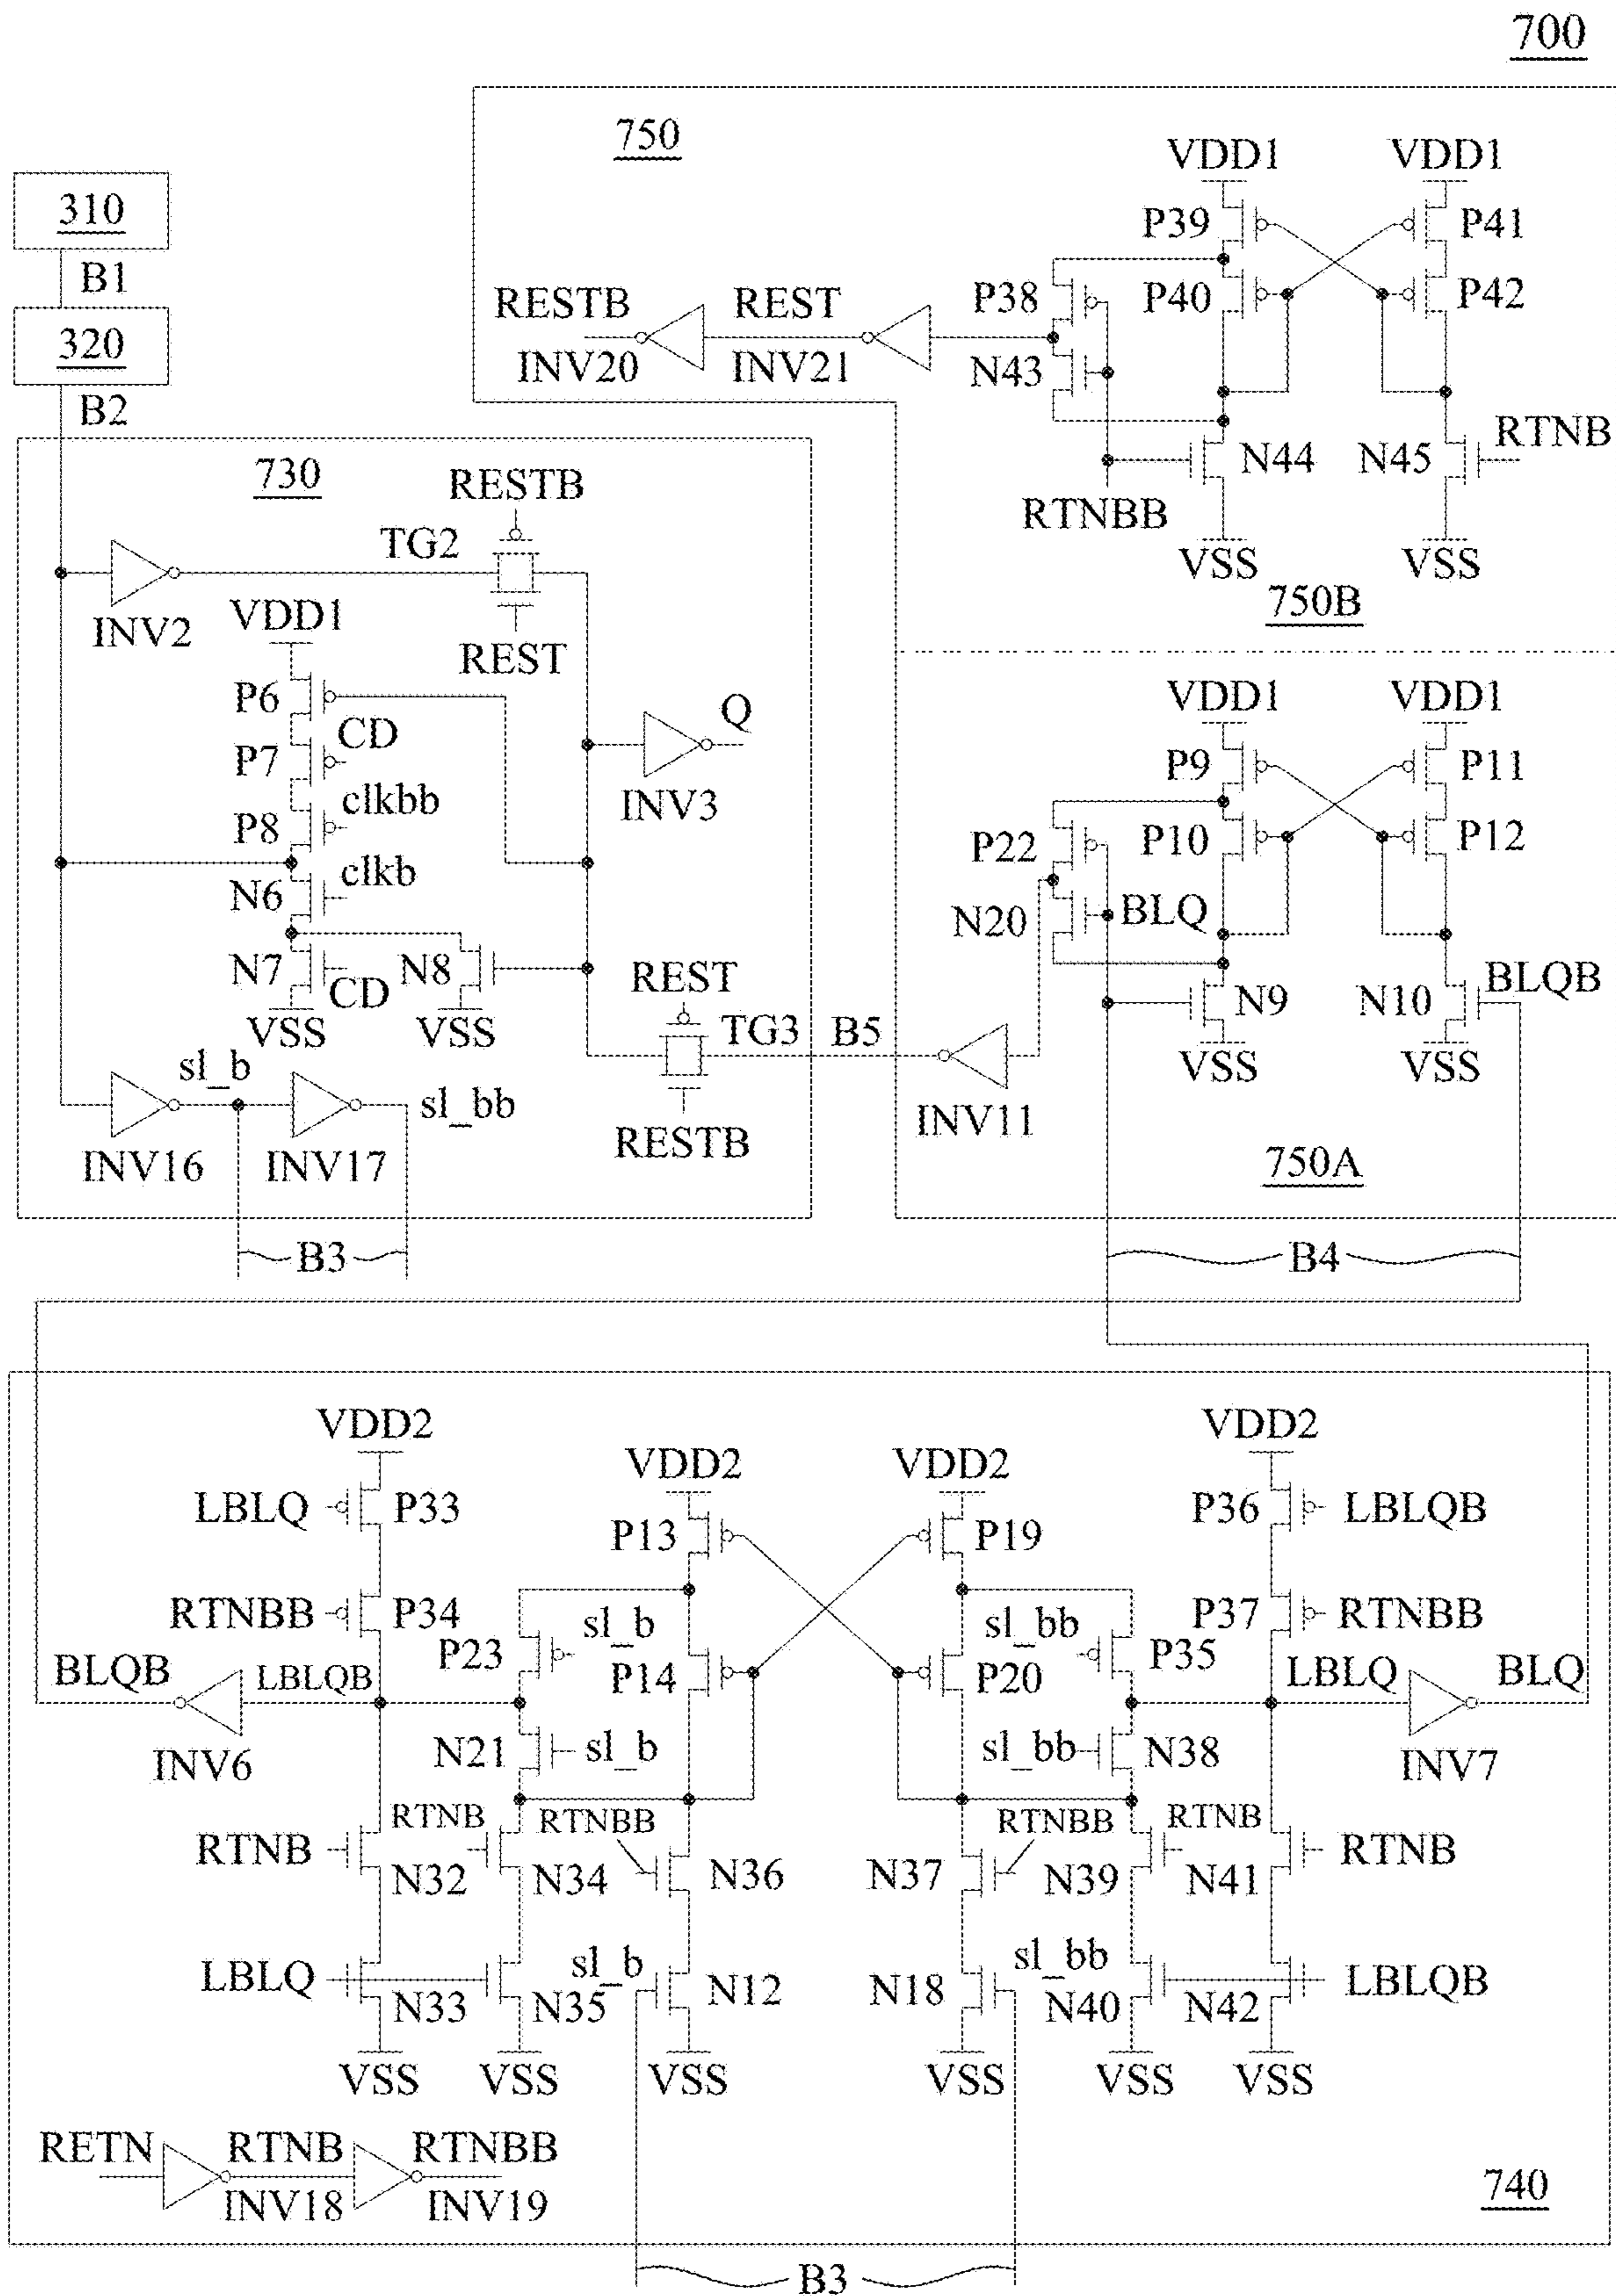 700
750
VDD1 VDD1
310
P39 P41
B1
RESTB REST P38 P40 P42
320
INV20 INV21 N43
B2
RTNB
730
N44 N45
RESTB
RTNBB
TG2
VSS VSS
750B
INV2 VDD1
REST
VDD1 VDD1
P6 Q
CD
P9 P11
P7
clkbb
INV3
P8
P22 P10 P12
clkb
N6
N20 BLQ
N7 N8
REST
BLQB
CD
N9 N10
VSS VSS
TG3 B5
VSS VSS
sl_b
sl_bb
INV11
INV16 INV17
RESTB
750A
B3 B4
VDD2 VDD2
VDD2 VDD2
LBLQ P33 P36 LBLQB
P13 P19
RTNBB P34 sl_b sl_bb P37 RTNBB
P23 P14 P20 P35
BLQB LBLQB LBLQ BLQ
N21 sl_b sl_bb N38
INV6 INV7
RTNB RTNBB RTNBB RTNB
RTNB N32 N34 N36 N37 N39 N41 RTNB
LBLQ sl_b sl_bb LBLQB
N33 N35 N12 N18 N40 N42
VSS VSS VSS VSS VSS VSS
RETN RTNB RTNBB
INV18 INV19
740
B3